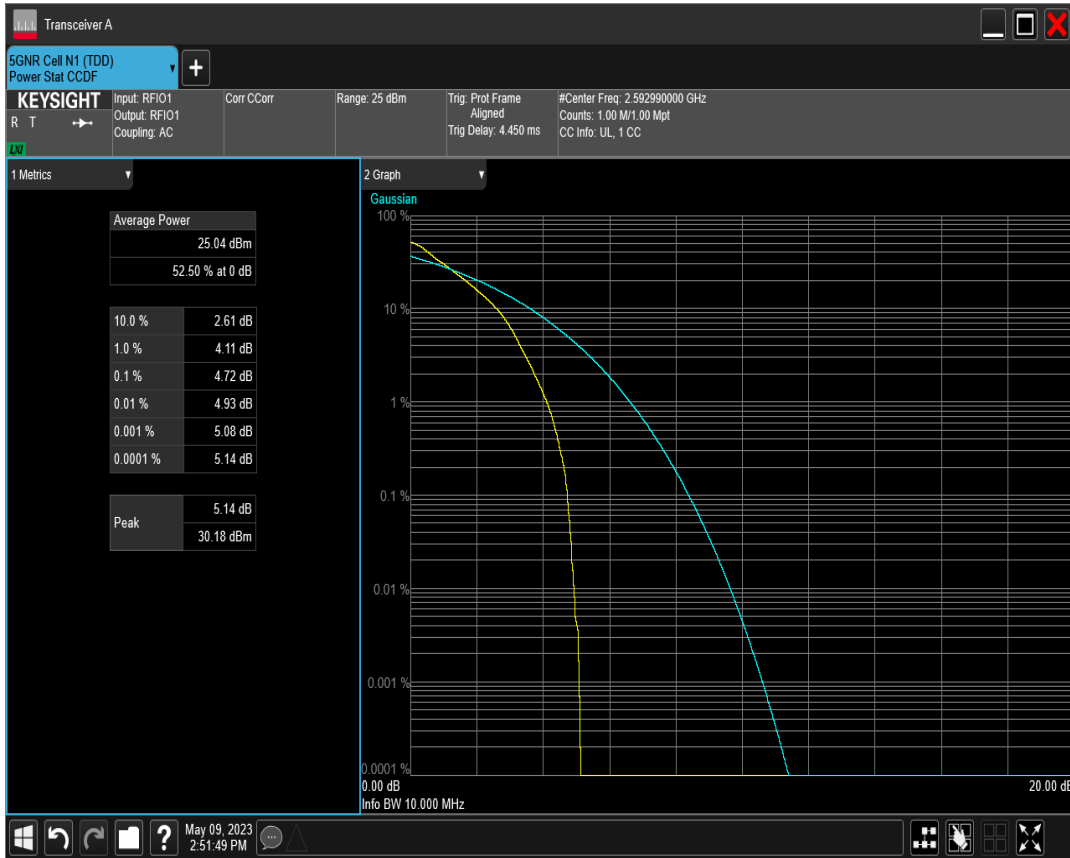 Transceiver A
5GNR Cell N1 (TDD)
Power Stat CCDF
+
KEYSIGHT
R T
LXI
Input: RFIO1
Output: RFIO1
Coupling: AC
Corr CCorr
Range: 25 dBm
Trig: Prot Frame
Aligned
Trig Delay: 4.450 ms
#Center Freq: 2.592990000 GHz
Counts: 1.00 M/1.00 Mpt
CC Info: UL, 1 CC
1 Metrics
Average Power
25.04 dBm
52.50 % at 0 dB
10.0 % 2.61 dB
1.0 % 4.11 dB
0.1 % 4.72 dB
0.01 % 4.93 dB
0.001 % 5.08 dB
0.0001 % 5.14 dB
Peak
5.14 dB
30.18 dBm
2 Graph
Gaussian
100 %
10 %
1 %
0.1 %
0.01 %
0.001 %
0.0001 %
0.00 dB 20.00 dB
Info BW 10.000 MHz
?
May 09, 2023
2:51:49 PM